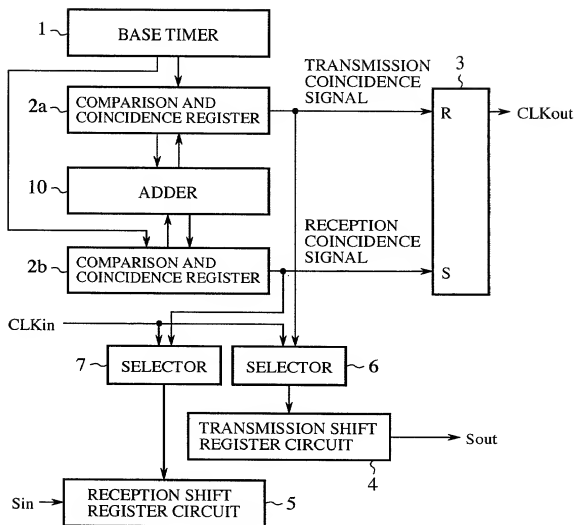 1
BASE TIMER
TRANSMISSION
COINCIDENCE
SIGNAL
3
2a
COMPARISON AND
COINCIDENCE REGISTER
R
CLKout
10
ADDER
RECEPTION
COINCIDENCE
SIGNAL
2b
COMPARISON AND
COINCIDENCE REGISTER
S
CLKin
7
SELECTOR
SELECTOR
6
TRANSMISSION SHIFT
REGISTER CIRCUIT
Sout
4
Sin
RECEPTION SHIFT
REGISTER CIRCUIT
5